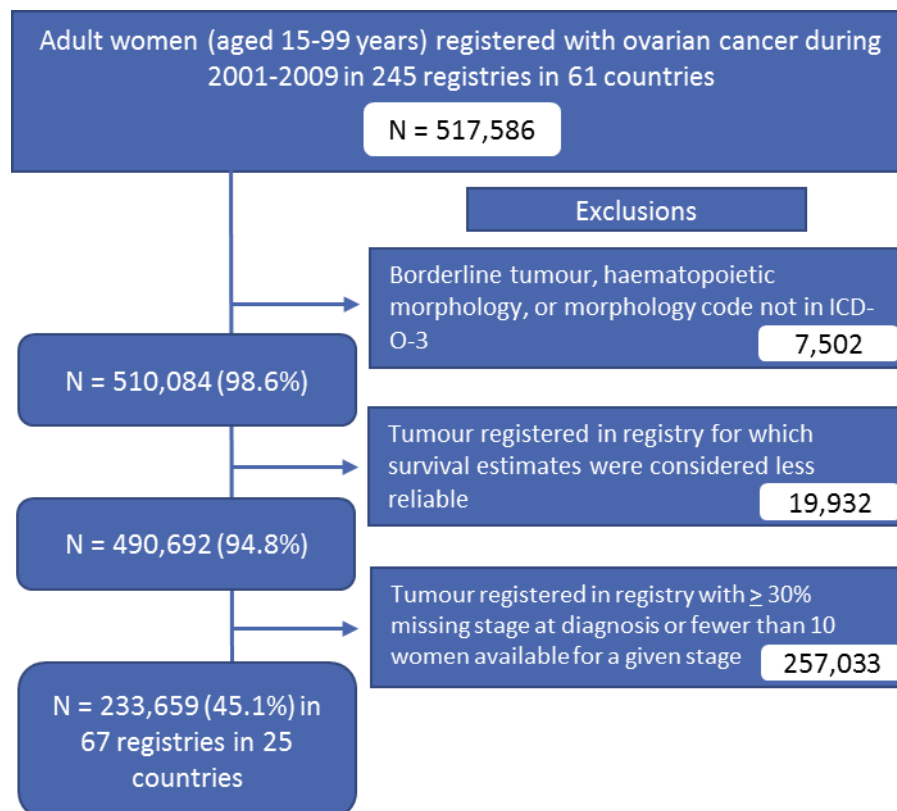 Adult women (aged 15-99 years) registered with ovarian cancer during
2001-2009 in 245 registries in 61 countries
N = 517,586
Exclusions
Borderline tumour, haematopoietic
morphology, or morphology code not in ICD-
O-3
7,502
N = 510,084 (98.6%)
Tumour registered in registry for which
survival estimates were considered less
reliable
19,932
N = 490,692 (94.8%)
Tumour registered in registry with ≥ 30%
missing stage at diagnosis or fewer than 10
women available for a given stage
257,033
N = 233,659 (45.1%) in
67 registries in 25
countries